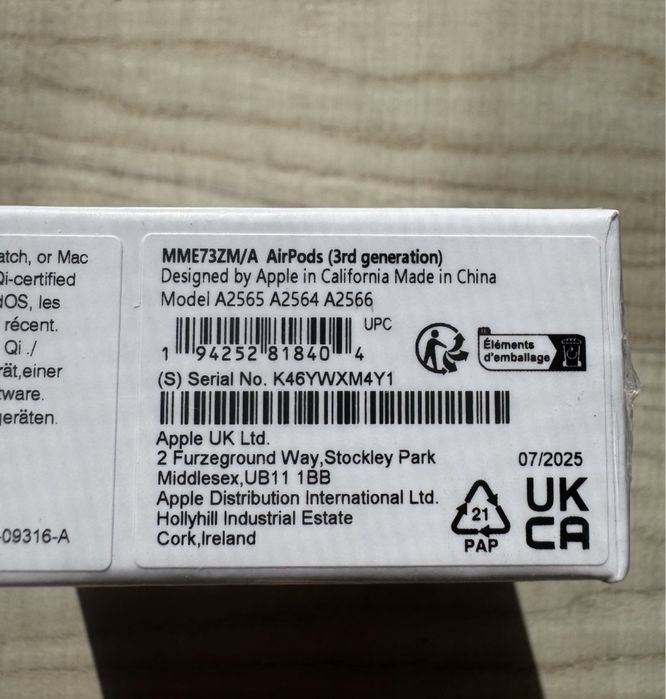 atch, or Mac
Qi-certified
dOS, les
récent.
Qi ./
rät,einer
tware.
geräten.
-09316-A
MME73ZM/A AirPods (3rd generation)
Designed by Apple in California Made in China
Model A2565 A2564 A2566
UPC
1 94252 81840 4
Éléments
d'emballage
(S) Serial No. K46YWXM4Y1
Apple UK Ltd.
2 Furzeground Way,Stockley Park
Middlesex,UB11 1BB
Apple Distribution International Ltd.
Hollyhill Industrial Estate
Cork,Ireland
07/2025
21
PAP
UK
CA